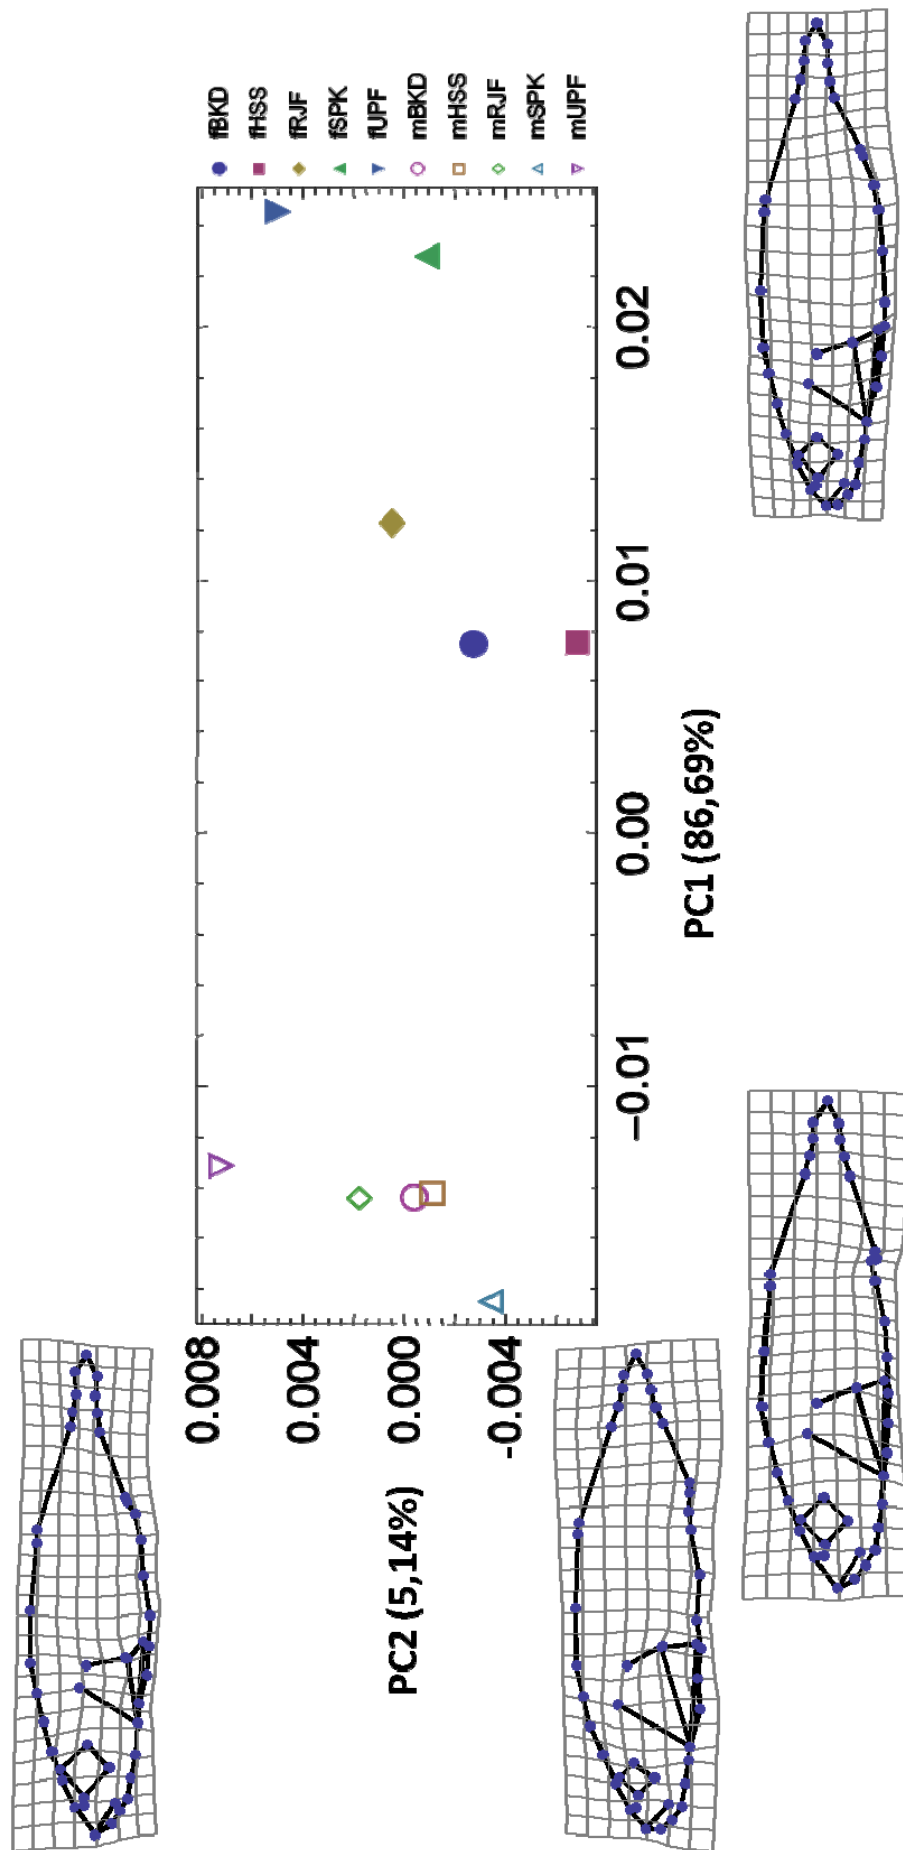 fBKD
fHSS
fRJF
fSPK
fUPF
mBKD
mHSS
mRJF
mSPK
mUPF
0.008
0.004
0.000
-0.004
PC2 (5,14%)
−0.01
0.00
0.01
0.02
PC1 (86,69%)